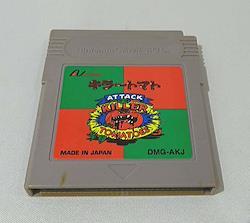 キラートマト
ATTACK
KILLER
TOMATOES
MADE IN JAPAN
DMG-AKJ